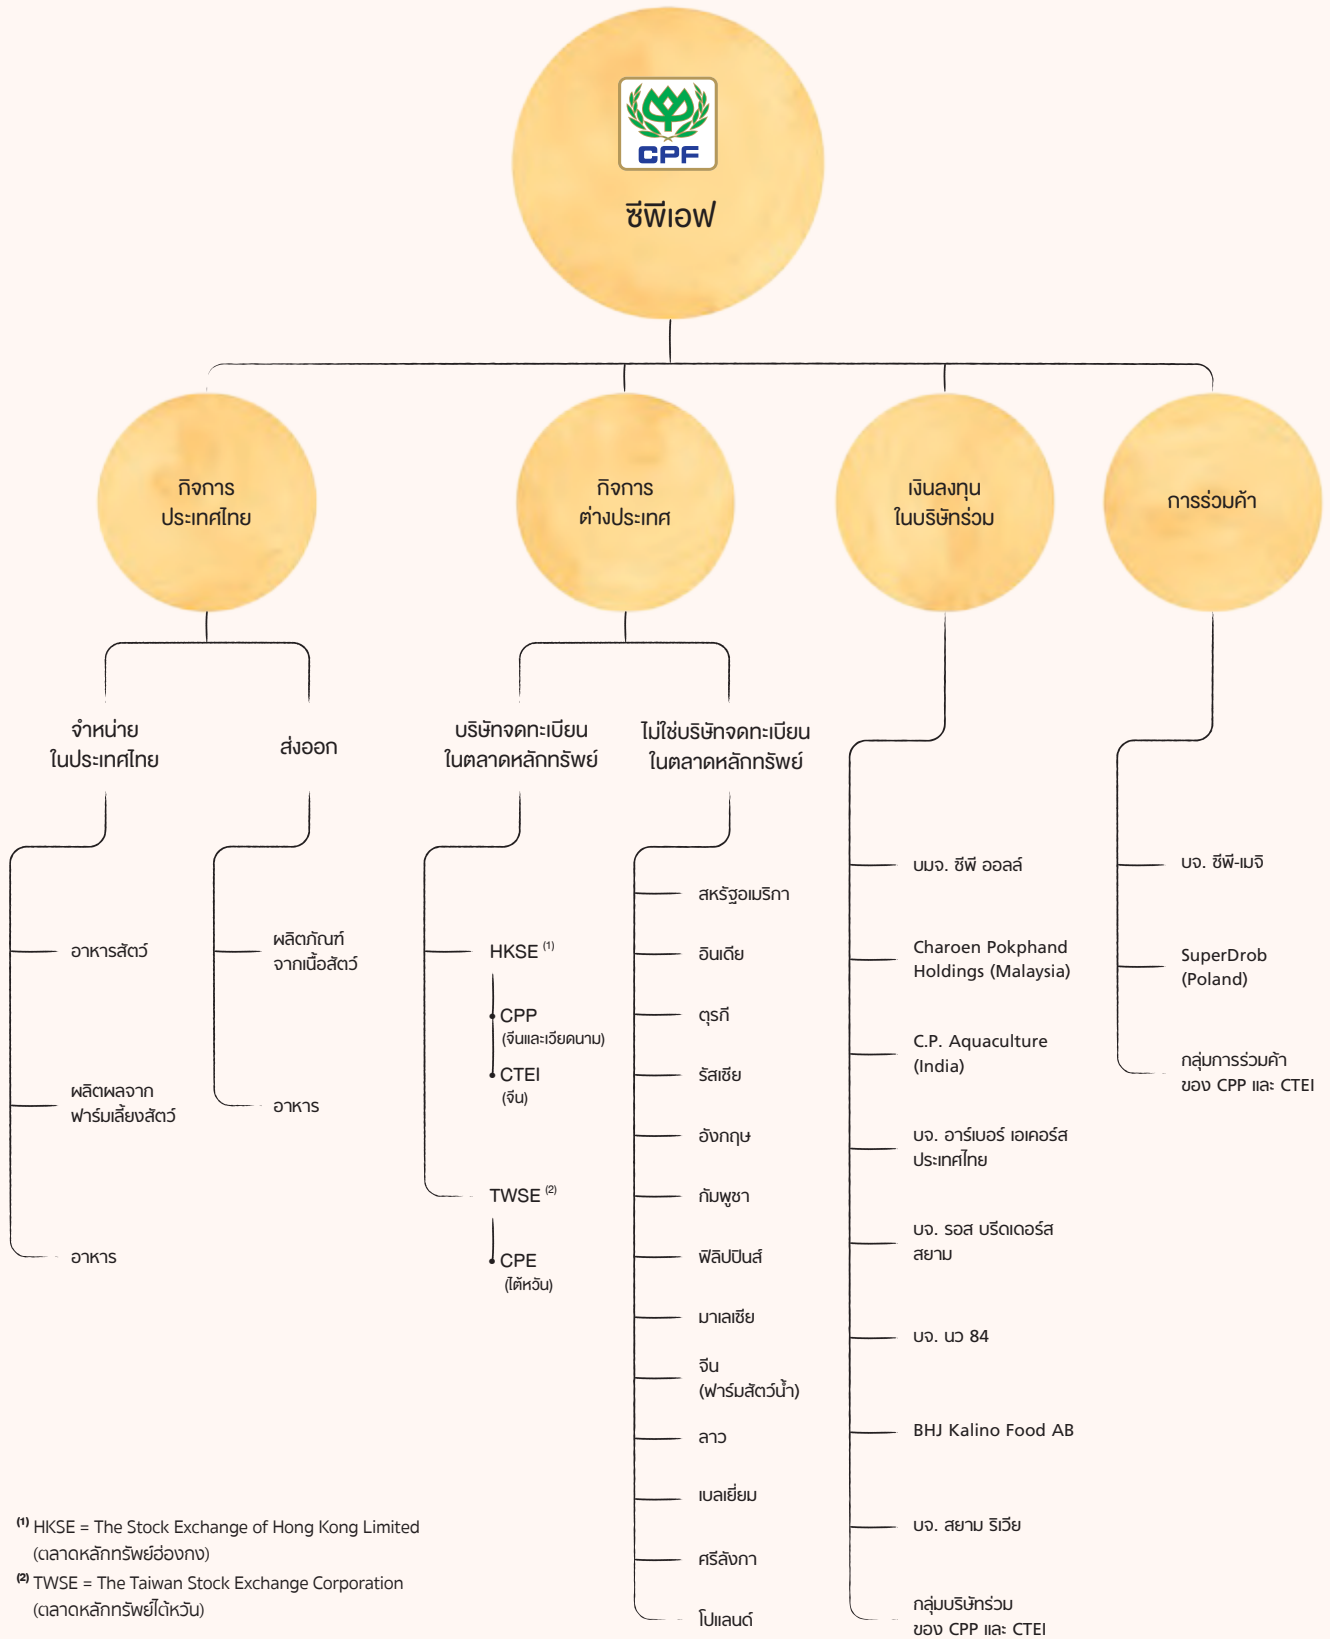 CPF
ซีพีเอฟ
กิจการ
ประเทศไทย
กิจการ
ต่างประเทศ
เงินลงทุน
ในบริษัทร่วม
การร่วมค้า
จำหน่าย
ในประเทศไทย
ส่งออก
บริษัทจดทะเบียน
ในตลาดหลักทรัพย์
ไม่ใช่บริษัทจดทะเบียน
ในตลาดหลักทรัพย์
อาหารสัตว์
ผลิตผลจาก
ฟาร์มเลี้ยงสัตว์
อาหาร
ผลิตภัณฑ์
จากเนื้อสัตว์
อาหาร
HKSE (1)
CPP
(จีนและเวียดนาม)
CTEI
(จีน)
TWSE (2)
CPE
(ไต้หวัน)
สหรัฐอเมริกา
อินเดีย
ตุรกี
รัสเซีย
อังกฤษ
กัมพูชา
ฟิลิปปินส์
มาเลเซีย
จีน
(ฟาร์มสัตว์น้ำ)
ลาว
เบลเยี่ยม
ศรีลังกา
โปแลนด์
บมจ. ซีพี ออลล์
Charoen Pokphand
Holdings (Malaysia)
C.P. Aquaculture
(India)
บจ. อาร์เบอร์ เอเคอร์ส
ประเทศไทย
บจ. รอส บรีดเดอร์ส
สยาม
บจ. นว 84
BHJ Kalino Food AB
บจ. สยาม ริเวีย
กลุ่มบริษัทร่วม
ของ CPP และ CTEI
บจ. ซีพี-เมจิ
SuperDrob
(Poland)
กลุ่มการร่วมค้า
ของ CPP และ CTEI
(1) HKSE = The Stock Exchange of Hong Kong Limited
(ตลาดหลักทรัพย์ฮ่องกง)
(2) TWSE = The Taiwan Stock Exchange Corporation
(ตลาดหลักทรัพย์ไต้หวัน)